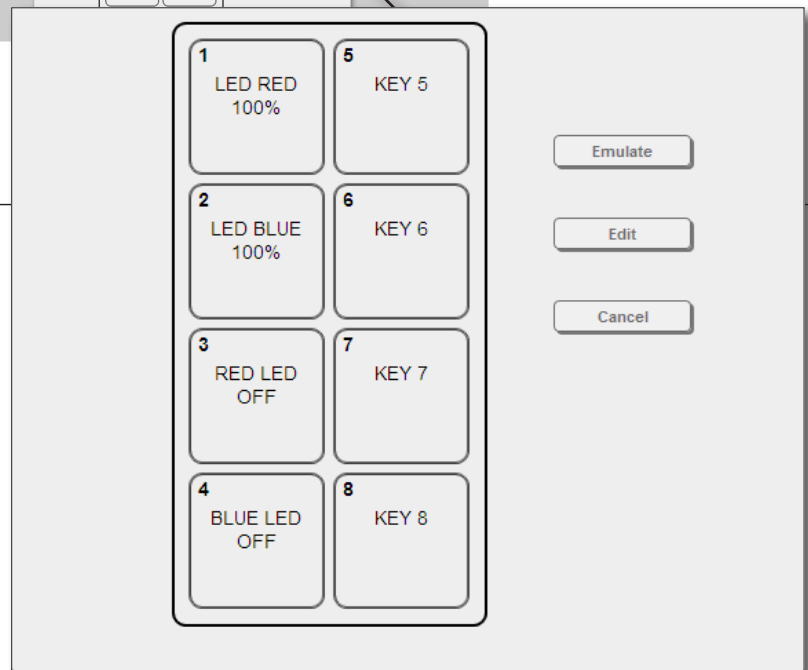 1
LED RED
100%
5
KEY 5
2
LED BLUE
100%
6
KEY 6
3
RED LED
OFF
7
KEY 7
4
BLUE LED
OFF
8
KEY 8
Emulate
Edit
Cancel